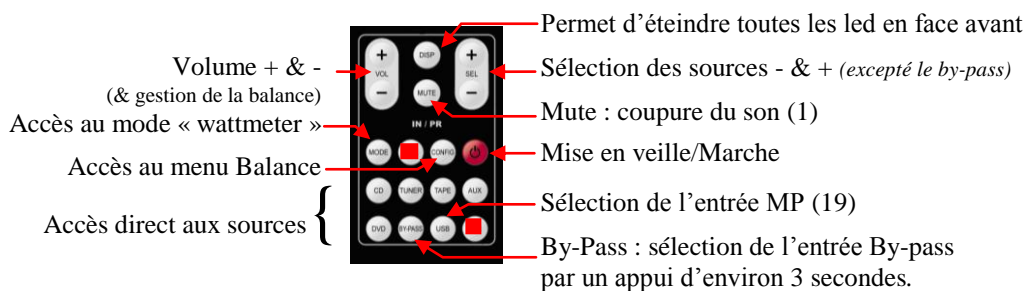 Permet d'éteindre toutes les led en face avant
Volume + & -
(& gestion de la balance)
Sélection des sources - & + (excepté le by-pass)
Accès au mode « wattmeter »
Mute : coupure du son (1)
Accès au menu Balance
Mise en veille/Marche
Accès direct aux sources {
Sélection de l'entrée MP (19)
By-Pass : sélection de l'entrée By-pass
par un appui d'environ 3 secondes.
+ DISP +
VOL SEL
- MUTE -
IN / PR
MODE CONFIG
CD TUNER TAPE AUX
DVD BY-PASS USB